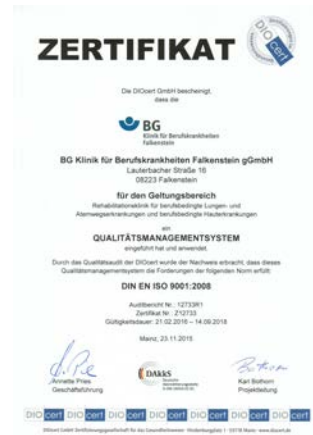 DIO cert
ZERTIFIKAT
Die DIOcert GmbH bescheinigt,
dass die
BG
Klinik für Berufskrankheiten
Falkenstein
BG Klinik für Berufskrankheiten Falkenstein gGmbH
Lauterbacher Straße 16
08223 Falkenstein
für den Geltungsbereich
Rehabilitationsklinik für berufsbedingte Lungen- und
Atemwegserkrankungen und berufsbedingte Hauterkrankungen
ein
QUALITÄTSMANAGEMENTSYSTEM
eingeführt hat und anwendet.
Durch das Qualitätsaudit der DIOcert wurde der Nachweis erbracht, dass dieses
Qualitätsmanagementsystem die Forderungen der folgenden Norm erfüllt:
DIN EN ISO 9001:2008
Auditbericht Nr.: 12733R1
Zertifikat Nr.: Z12733
Gültigkeitsdauer: 21.02.2016 – 14.09.2018
Mainz, 23.11.2015
Annette Pries
Geschäftsführung
DAkkS
Deutsche
Akkreditierungsstelle
Karl Bothorn
Projektleitung
DIO cert DIO cert DIO cert DIO cert DIO cert DIO cert DIO cert